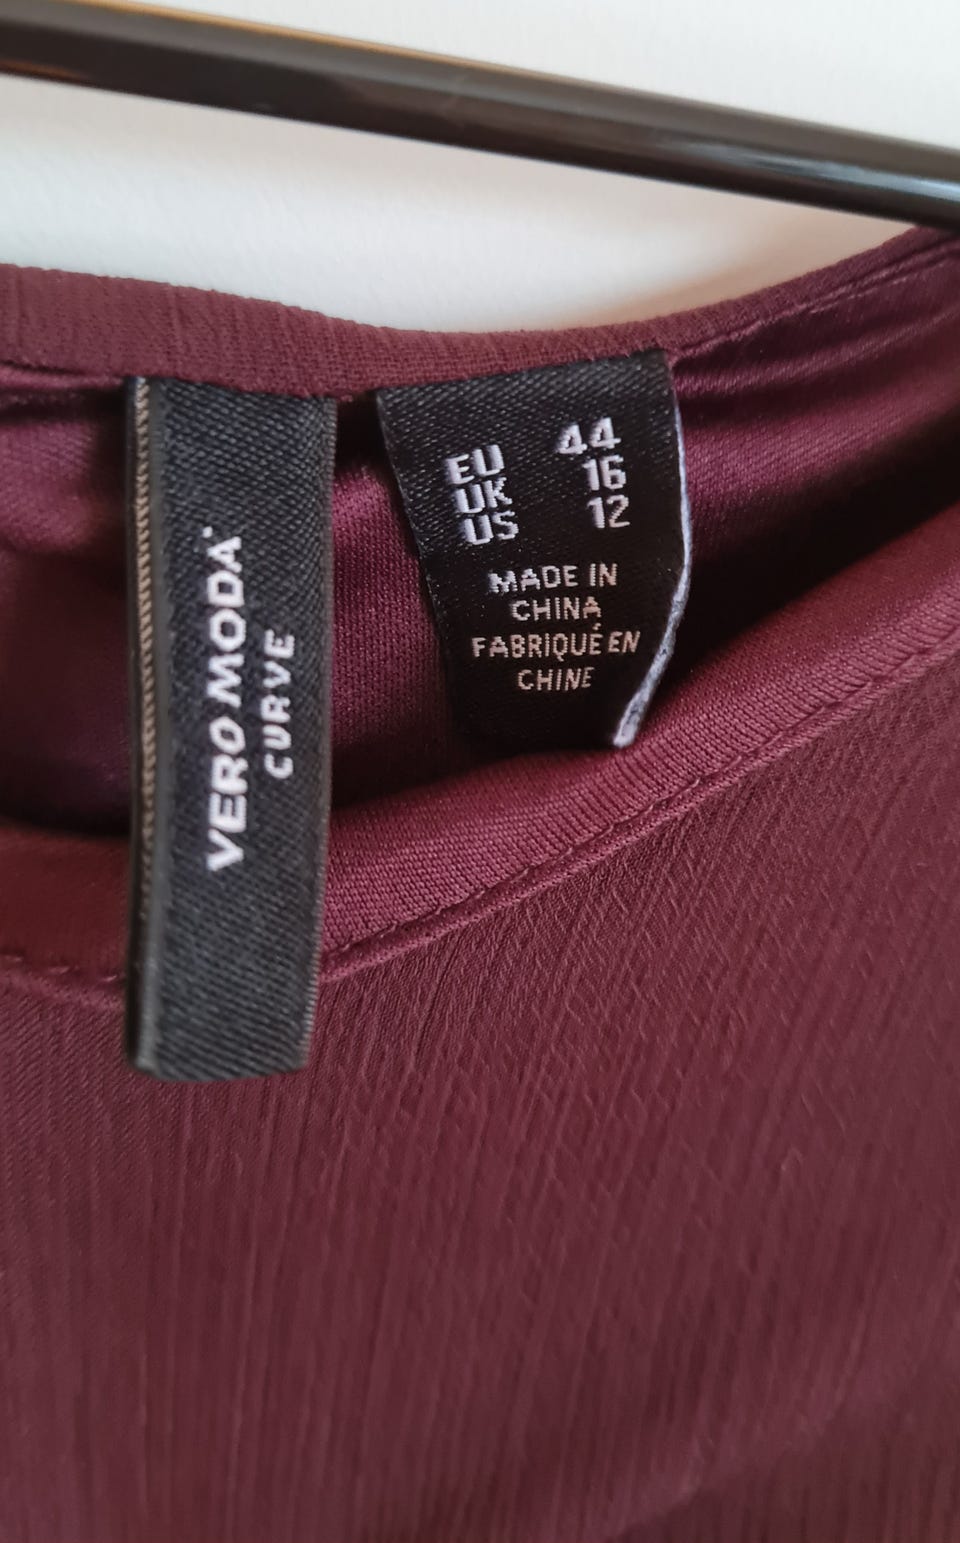 VERO MODA
CURVE
EU 44
UK 16
US 12
MADE IN
CHINA
FABRIQUÉ EN
CHINE